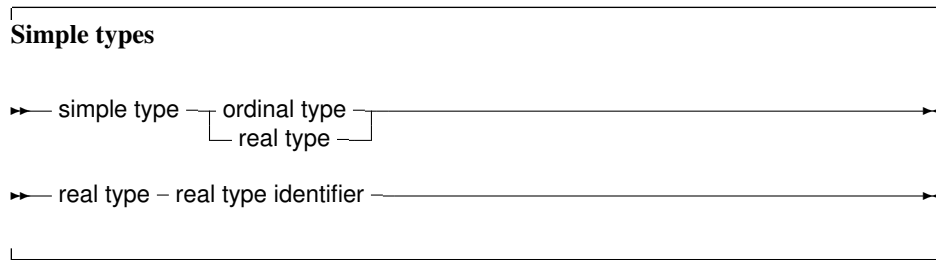 Simple types
simple type ordinal type
real type
real type real type identifier